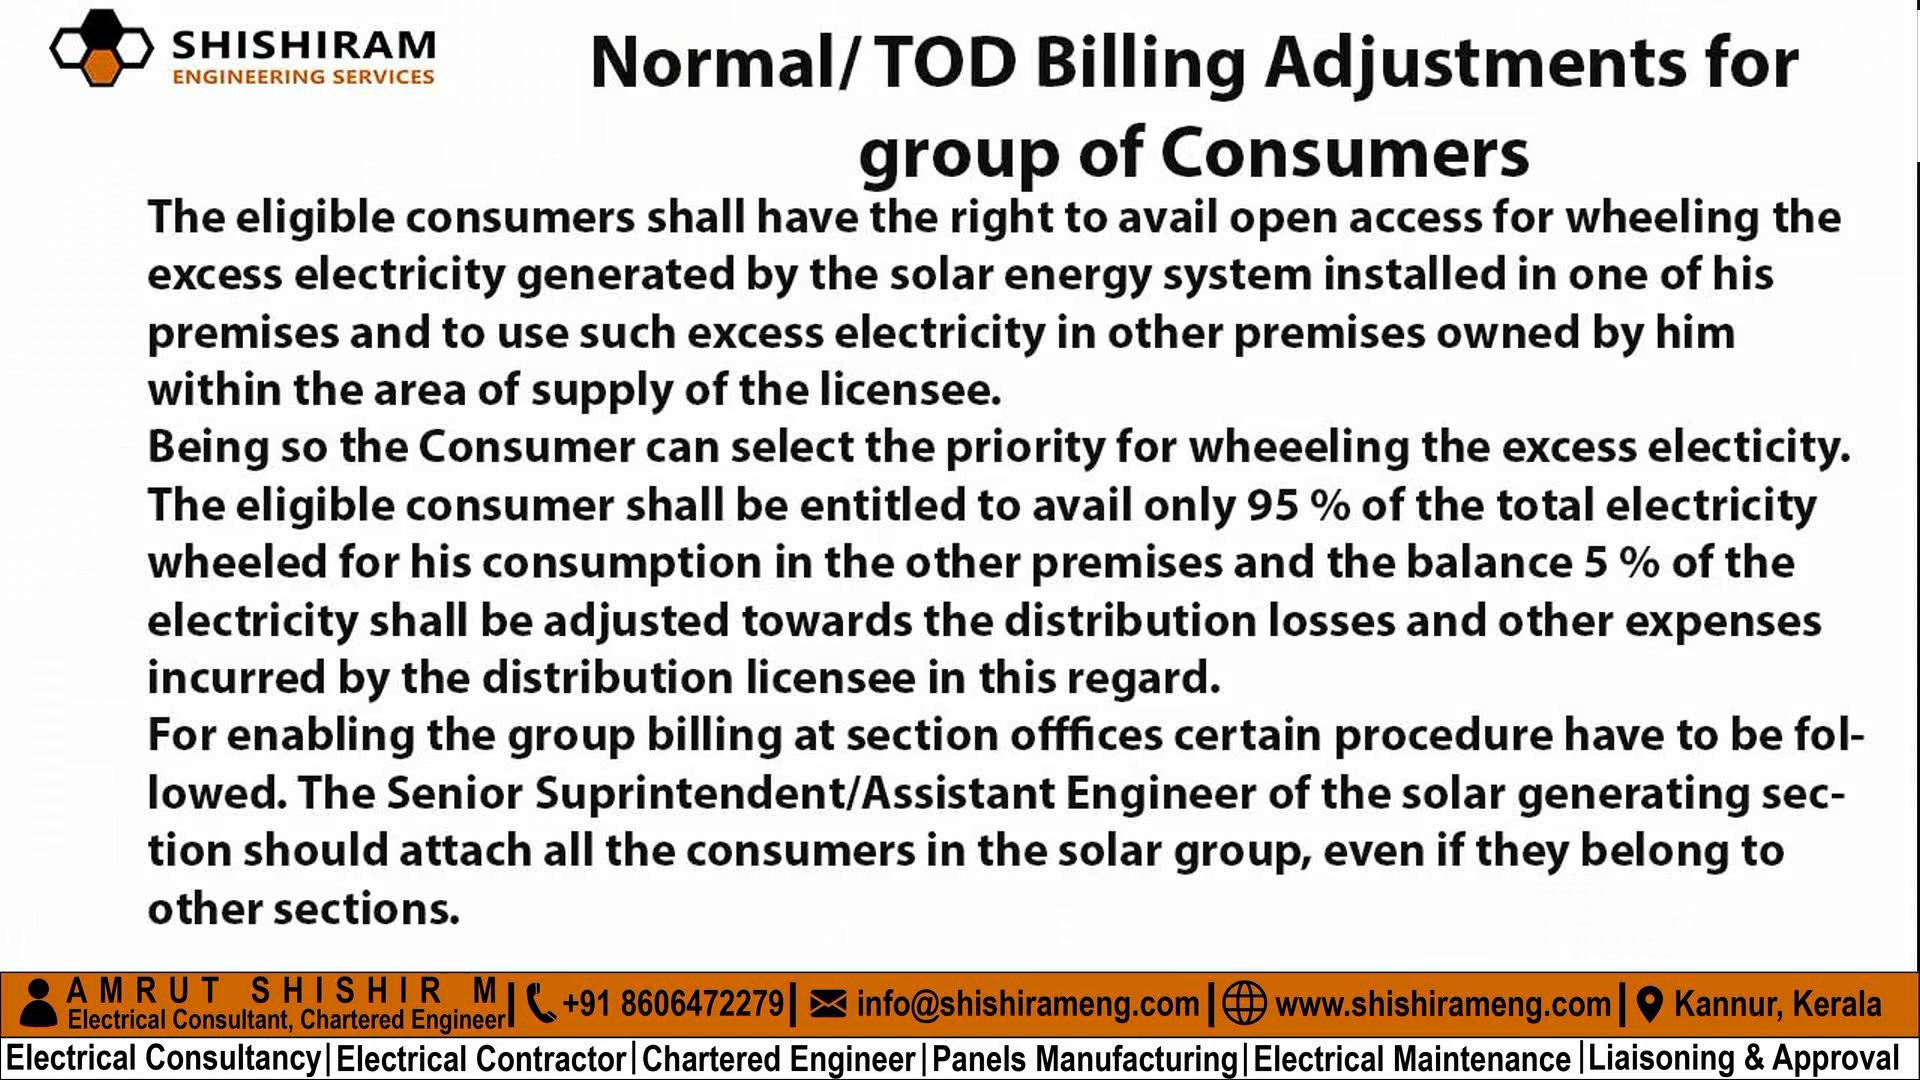 SHISHIRAM
ENGINEERING SERVICES
Normal/ TOD Billing Adjustments for
group of Consumers
The eligible consumers shall have the right to avail open access for wheeling the
excess electricity generated by the solar energy system installed in one of his
premises and to use such excess electricity in other premises owned by him
within the area of supply of the licensee.
Being so the Consumer can select the priority for wheeeling the excess electicity.
The eligible consumer shall be entitled to avail only 95 % of the total electricity
wheeled for his consumption in the other premises and the balance 5 % of the
electricity shall be adjusted towards the distribution losses and other expenses
incurred by the distribution licensee in this regard.
For enabling the group billing at section offfices certain procedure have to be fol-
lowed. The Senior Suprintendent/Assistant Engineer of the solar generating sec-
tion should attach all the consumers in the solar group, even if they belong to
other sections.
AMRUT SHISHIR M
Electrical Consultant, Chartered Engineer
+91 8606472279| info@shishirameng.com | www.shishirameng.com | Kannur, Kerala
Electrical Consultancy|Electrical Contractor|Chartered Engineer|Panels Manufacturing|Electrical Maintenance |Liaisoning & Approval